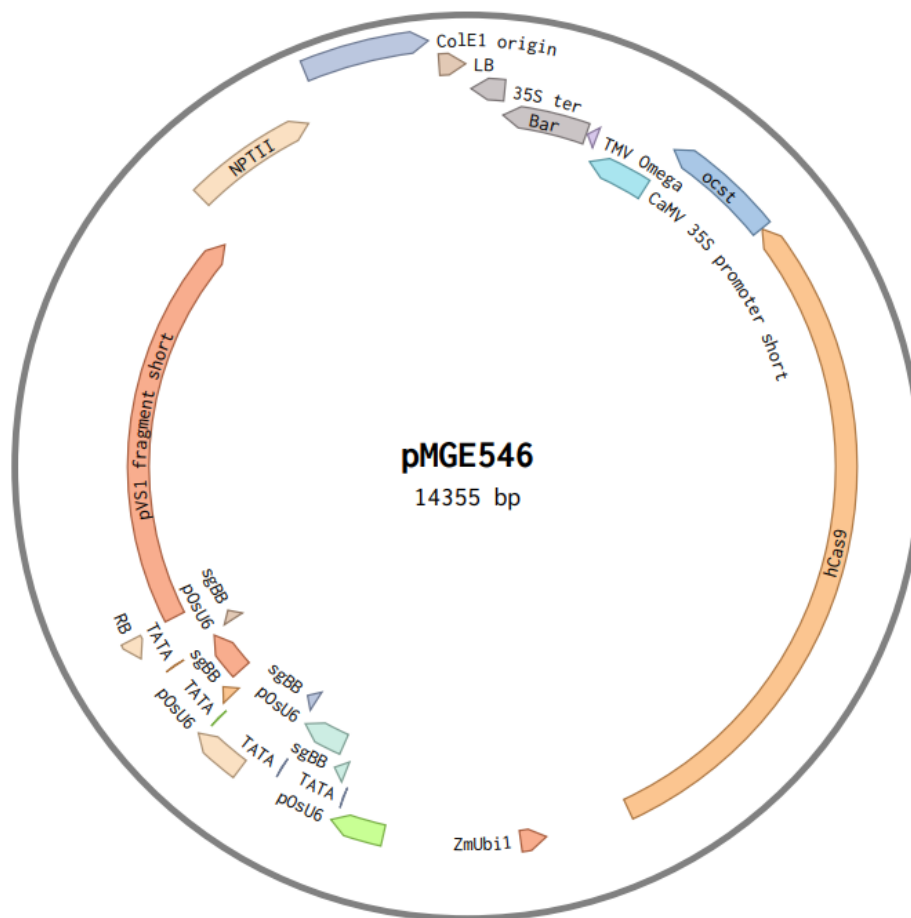 ColE1 origin
LB
35S ter
Bar
TMV Omega
CaMV 35S promoter short
ocst
NPTII
pVS1 fragment short
pMGE546
14355 bp
hCas9
sgBB
pOsU6
RB
TATA
sgBB
TATA
pOsU6
sgBB
pOsU6
TATA
sgBB
TATA
pOsU6
ZmUbi1